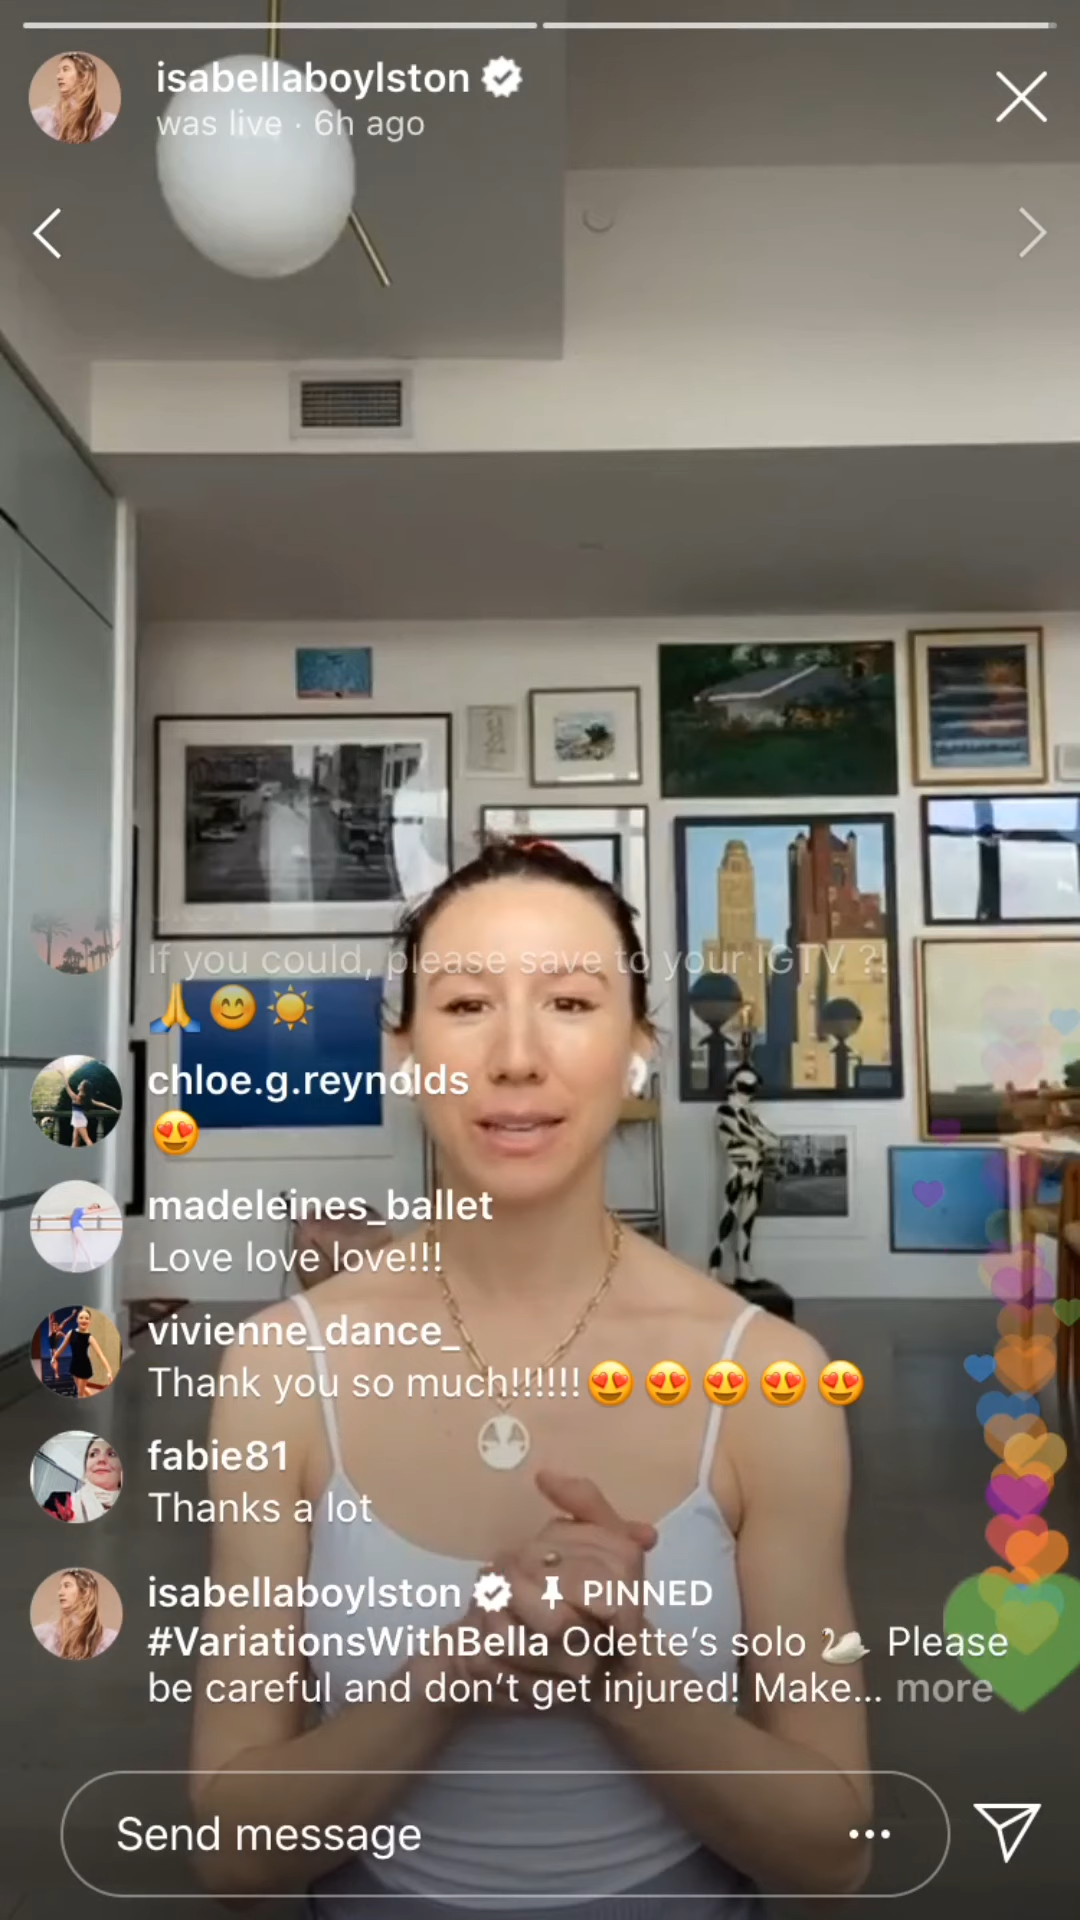 isabellaboylston
was live · 6h ago
If you could, please save to your IGTV ?!
🙏 😊 ☀️
chloe.g.reynolds
😍
madeleines_ballet
Love love love!!!
vivienne_dance_
Thank you so much!!!!!!😍😍😍😍😍
fabie81
Thanks a lot
isabellaboylston PINNED
#VariationsWithBella Odette’s solo 🦢 Please
be careful and don’t get injured! Make... more
Send message